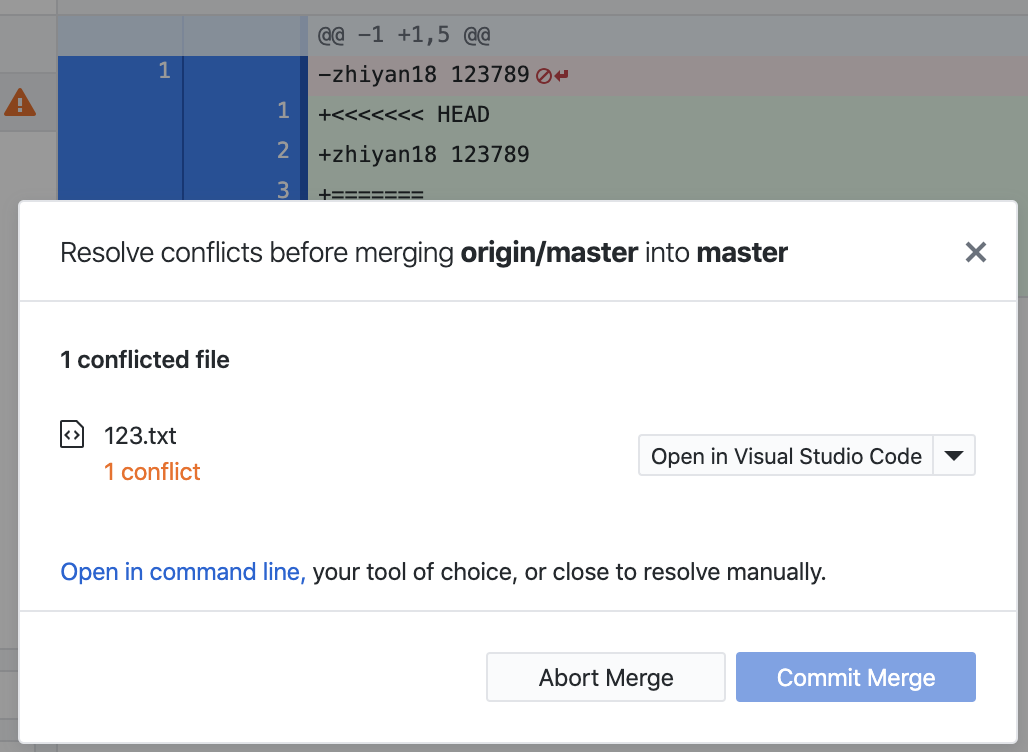 @@ -1 +1,5 @@
1 -zhiyan18 123789
1 +<<<<<<< HEAD
2 +zhiyan18 123789
3 +=======
Resolve conflicts before merging origin/master into master
1 conflicted file
123.txt
1 conflict
Open in Visual Studio Code
Open in command line, your tool of choice, or close to resolve manually.
Abort Merge
Commit Merge